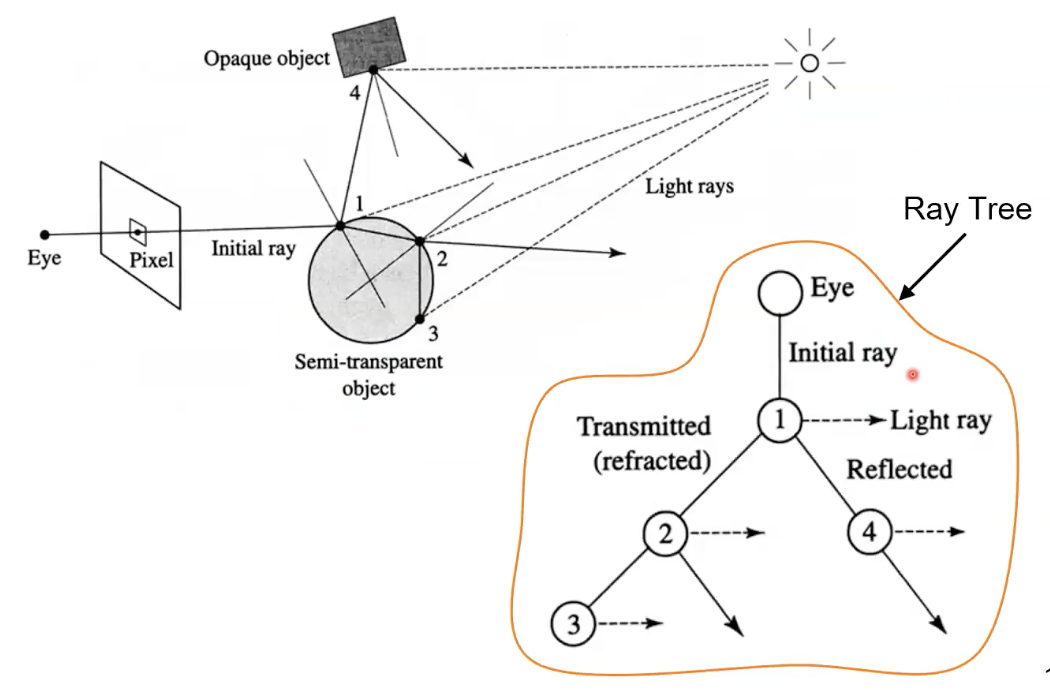 Opaque object
4
1
Light rays
Initial ray
Eye
Pixel
2
3
Semi-transparent
object
Ray Tree
Eye
Initial ray
1
Light ray
Transmitted
(refracted)
Reflected
2
4
3